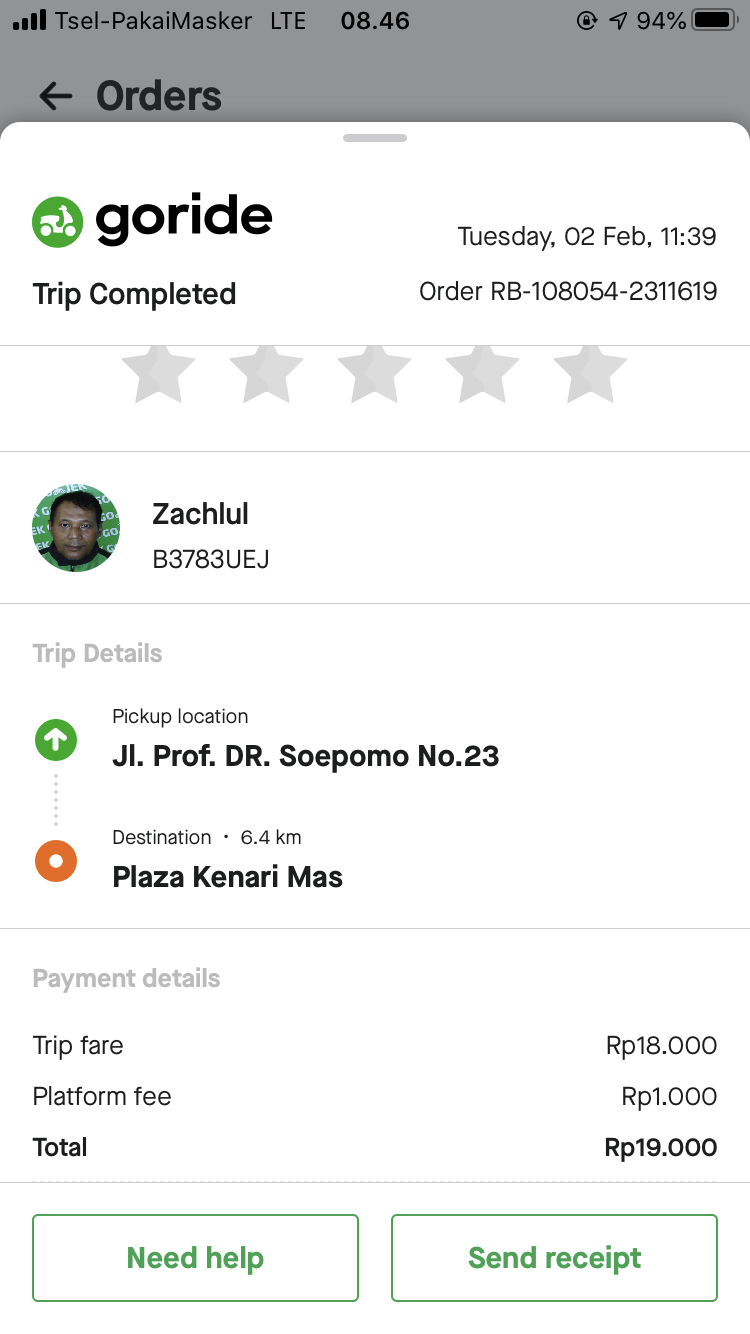 Tsel-PakaiMasker LTE 08.46 94%
Orders
goride
Tuesday, 02 Feb, 11:39
Trip Completed
Order RB-108054-2311619
Zachlul
B3783UEJ
Trip Details
Pickup location
Jl. Prof. DR. Soepomo No.23
Destination • 6.4 km
Plaza Kenari Mas
Payment details
Trip fare Rp18.000
Platform fee Rp1.000
Total Rp19.000
Need help Send receipt